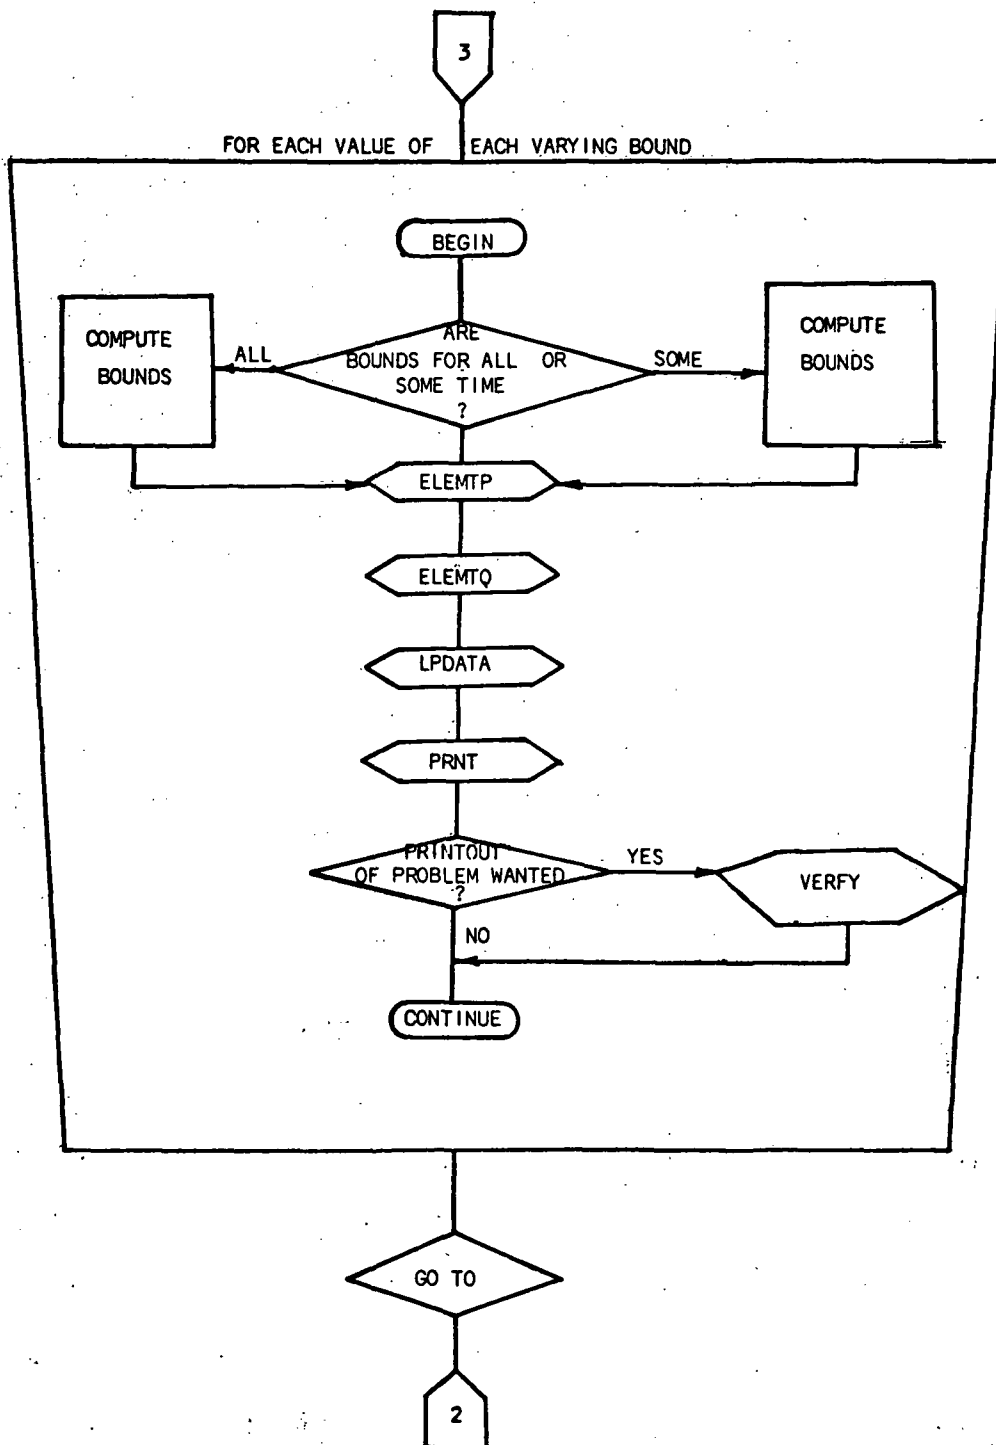 3
FOR EACH VALUE OF EACH VARYING BOUND
BEGIN
COMPUTE
BOUNDS
ALL
ARE
BOUNDS FOR ALL OR
SOME TIME
?
SOME
COMPUTE
BOUNDS
ELEMTP
ELEMTQ
LPDATA
PRNT
PRINTOUT
OF PROBLEM WANTED
?
YES
VERFY
NO
CONTINUE
GO TO
2